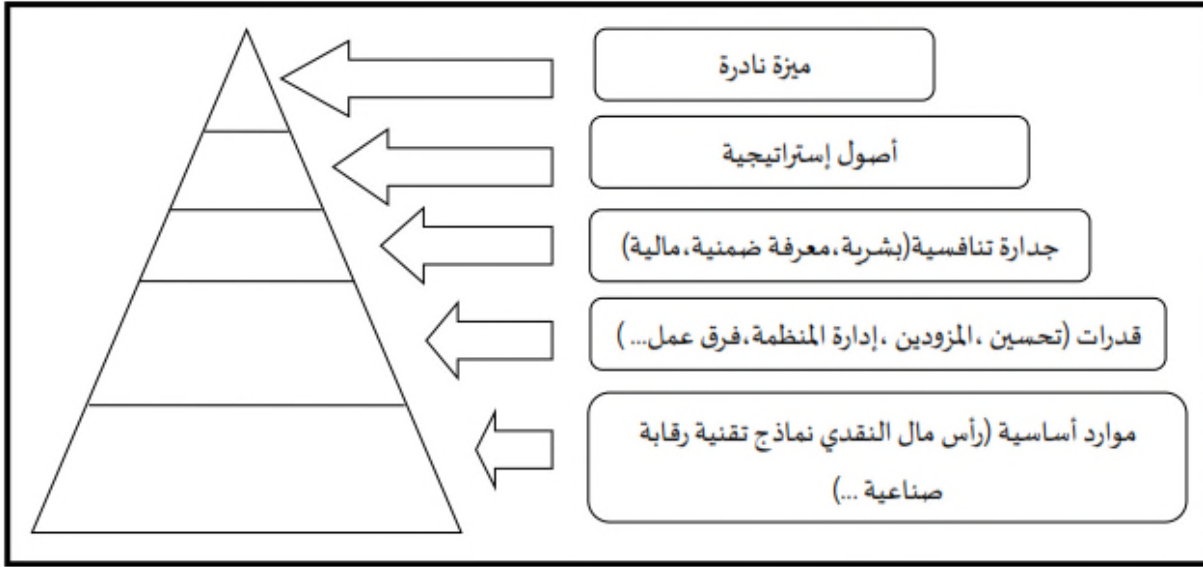 ميزة نادرة
أصول إستراتيجية
جدارة تنافسية(بشرية،معرفة ضمنية،مالية)
قدرات (تحسين ،المزودين ،إدارة المنظمة،فرق عمل... )
موارد أساسية (رأس مال النقدي نماذج تقنية رقابة
صناعية ...)